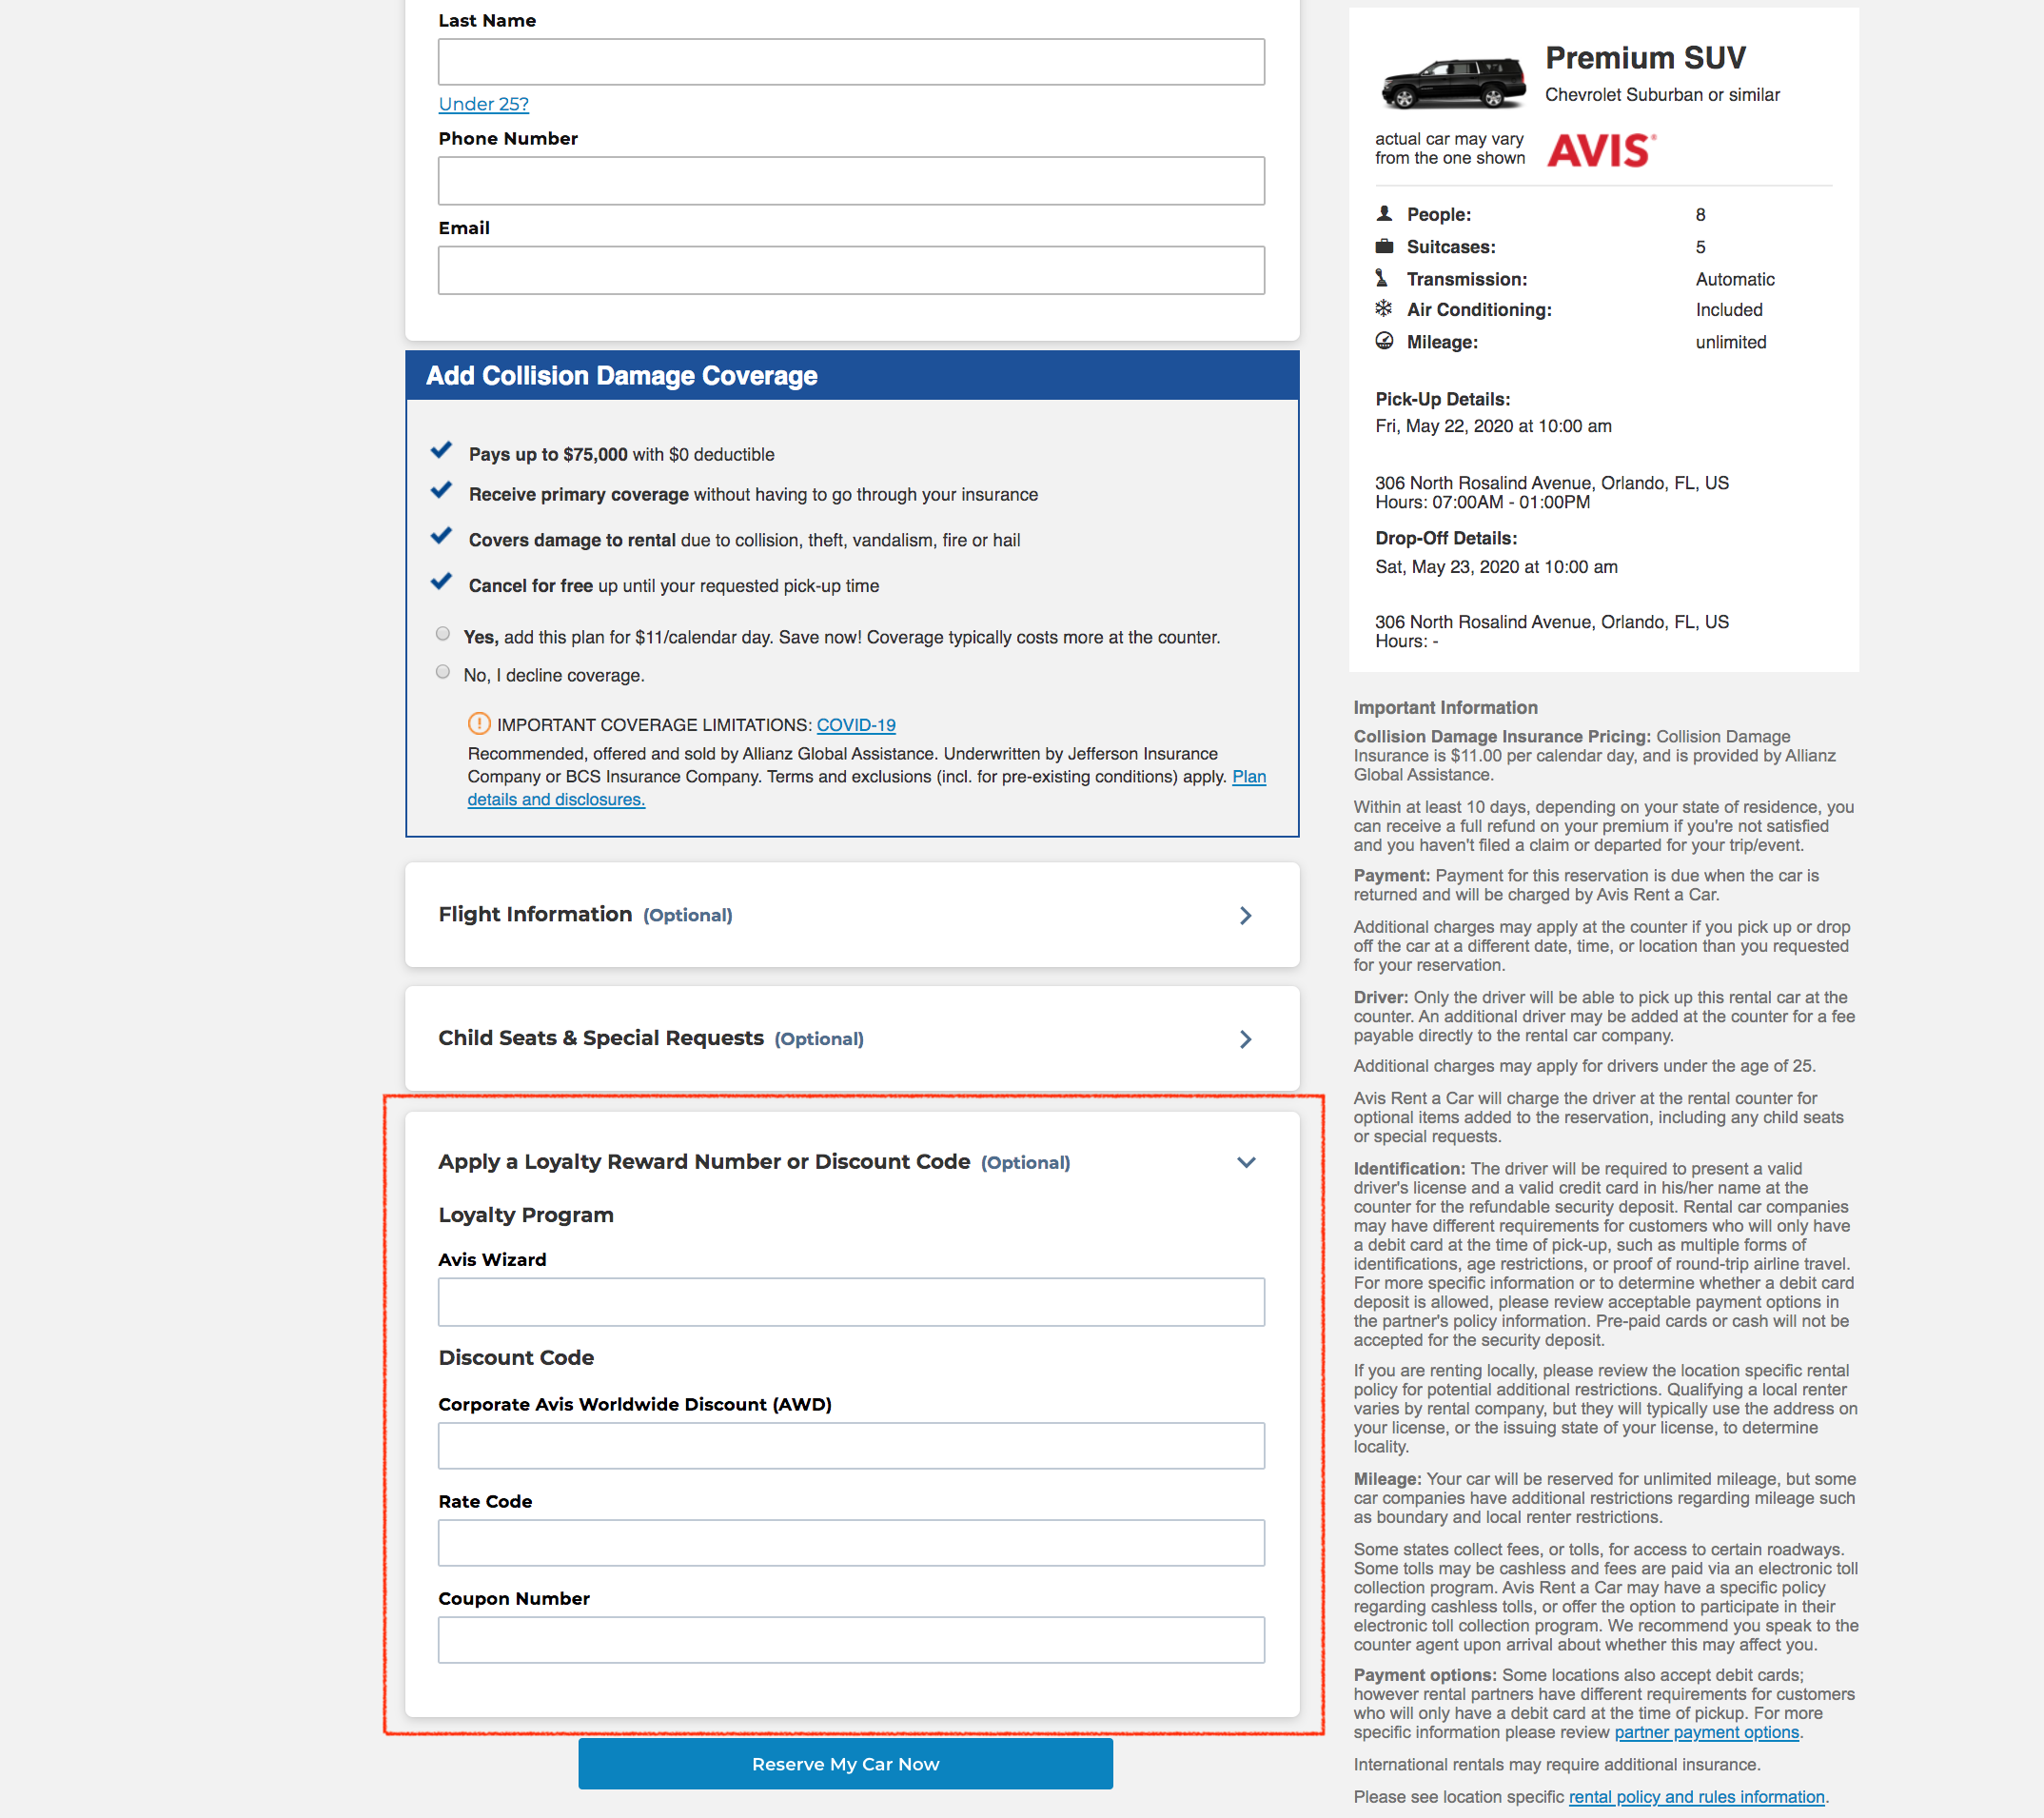 Last Name
Under 25?
Phone Number
Email
Add Collision Damage Coverage
Pays up to $75,000 with $0 deductible
Receive primary coverage without having to go through your insurance
Covers damage to rental due to collision, theft, vandalism, fire or hail
Cancel for free up until your requested pick-up time
Yes, add this plan for $11/calendar day. Save now! Coverage typically costs more at the counter.
No, I decline coverage.
IMPORTANT COVERAGE LIMITATIONS: COVID-19
Recommended, offered and sold by Allianz Global Assistance. Underwritten by Jefferson Insurance
Company or BCS Insurance Company. Terms and exclusions (incl. for pre-existing conditions) apply. Plan
details and disclosures.
Flight Information (Optional)
Child Seats & Special Requests (Optional)
Apply a Loyalty Reward Number or Discount Code (Optional)
Loyalty Program
Avis Wizard
Discount Code
Corporate Avis Worldwide Discount (AWD)
Rate Code
Coupon Number
Reserve My Car Now
Premium SUV
Chevrolet Suburban or similar
actual car may vary
from the one shown
AVIS
People: 8
Suitcases: 5
Transmission: Automatic
Air Conditioning: Included
Mileage: unlimited
Pick-Up Details:
Fri, May 22, 2020 at 10:00 am
306 North Rosalind Avenue, Orlando, FL, US
Hours: 07:00AM - 01:00PM
Drop-Off Details:
Sat, May 23, 2020 at 10:00 am
306 North Rosalind Avenue, Orlando, FL, US
Hours: -
Important Information
Collision Damage Insurance Pricing: Collision Damage
Insurance is $11.00 per calendar day, and is provided by Allianz
Global Assistance.
Within at least 10 days, depending on your state of residence, you
can receive a full refund on your premium if you're not satisfied
and you haven't filed a claim or departed for your trip/event.
Payment: Payment for this reservation is due when the car is
returned and will be charged by Avis Rent a Car.
Additional charges may apply at the counter if you pick up or drop
off the car at a different date, time, or location than you requested
for your reservation.
Driver: Only the driver will be able to pick up this rental car at the
counter. An additional driver may be added at the counter for a fee
payable directly to the rental car company.
Additional charges may apply for drivers under the age of 25.
Avis Rent a Car will charge the driver at the rental counter for
optional items added to the reservation, including any child seats
or special requests.
Identification: The driver will be required to present a valid
driver's license and a valid credit card in his/her name at the
counter for the refundable security deposit. Rental car companies
may have different requirements for customers who will only have
a debit card at the time of pick-up, such as multiple forms of
identifications, age restrictions, or proof of round-trip airline travel.
For more specific information or to determine whether a debit card
deposit is allowed, please review acceptable payment options in
the partner's policy information. Pre-paid cards or cash will not be
accepted for the security deposit.
If you are renting locally, please review the location specific rental
policy for potential additional restrictions. Qualifying a local renter
varies by rental company, but they will typically use the address on
your license, or the issuing state of your license, to determine
locality.
Mileage: Your car will be reserved for unlimited mileage, but some
car companies have additional restrictions regarding mileage such
as boundary and local renter restrictions.
Some states collect fees, or tolls, for access to certain roadways.
Some tolls may be cashless and fees are paid via an electronic toll
collection program. Avis Rent a Car may have a specific policy
regarding cashless tolls, or offer the option to participate in their
electronic toll collection program. We recommend you speak to the
counter agent upon arrival about whether this may affect you.
Payment options: Some locations also accept debit cards;
however rental partners have different requirements for customers
who will only have a debit card at the time of pickup. For more
specific information please review partner payment options.
International rentals may require additional insurance.
Please see location specific rental policy and rules information.